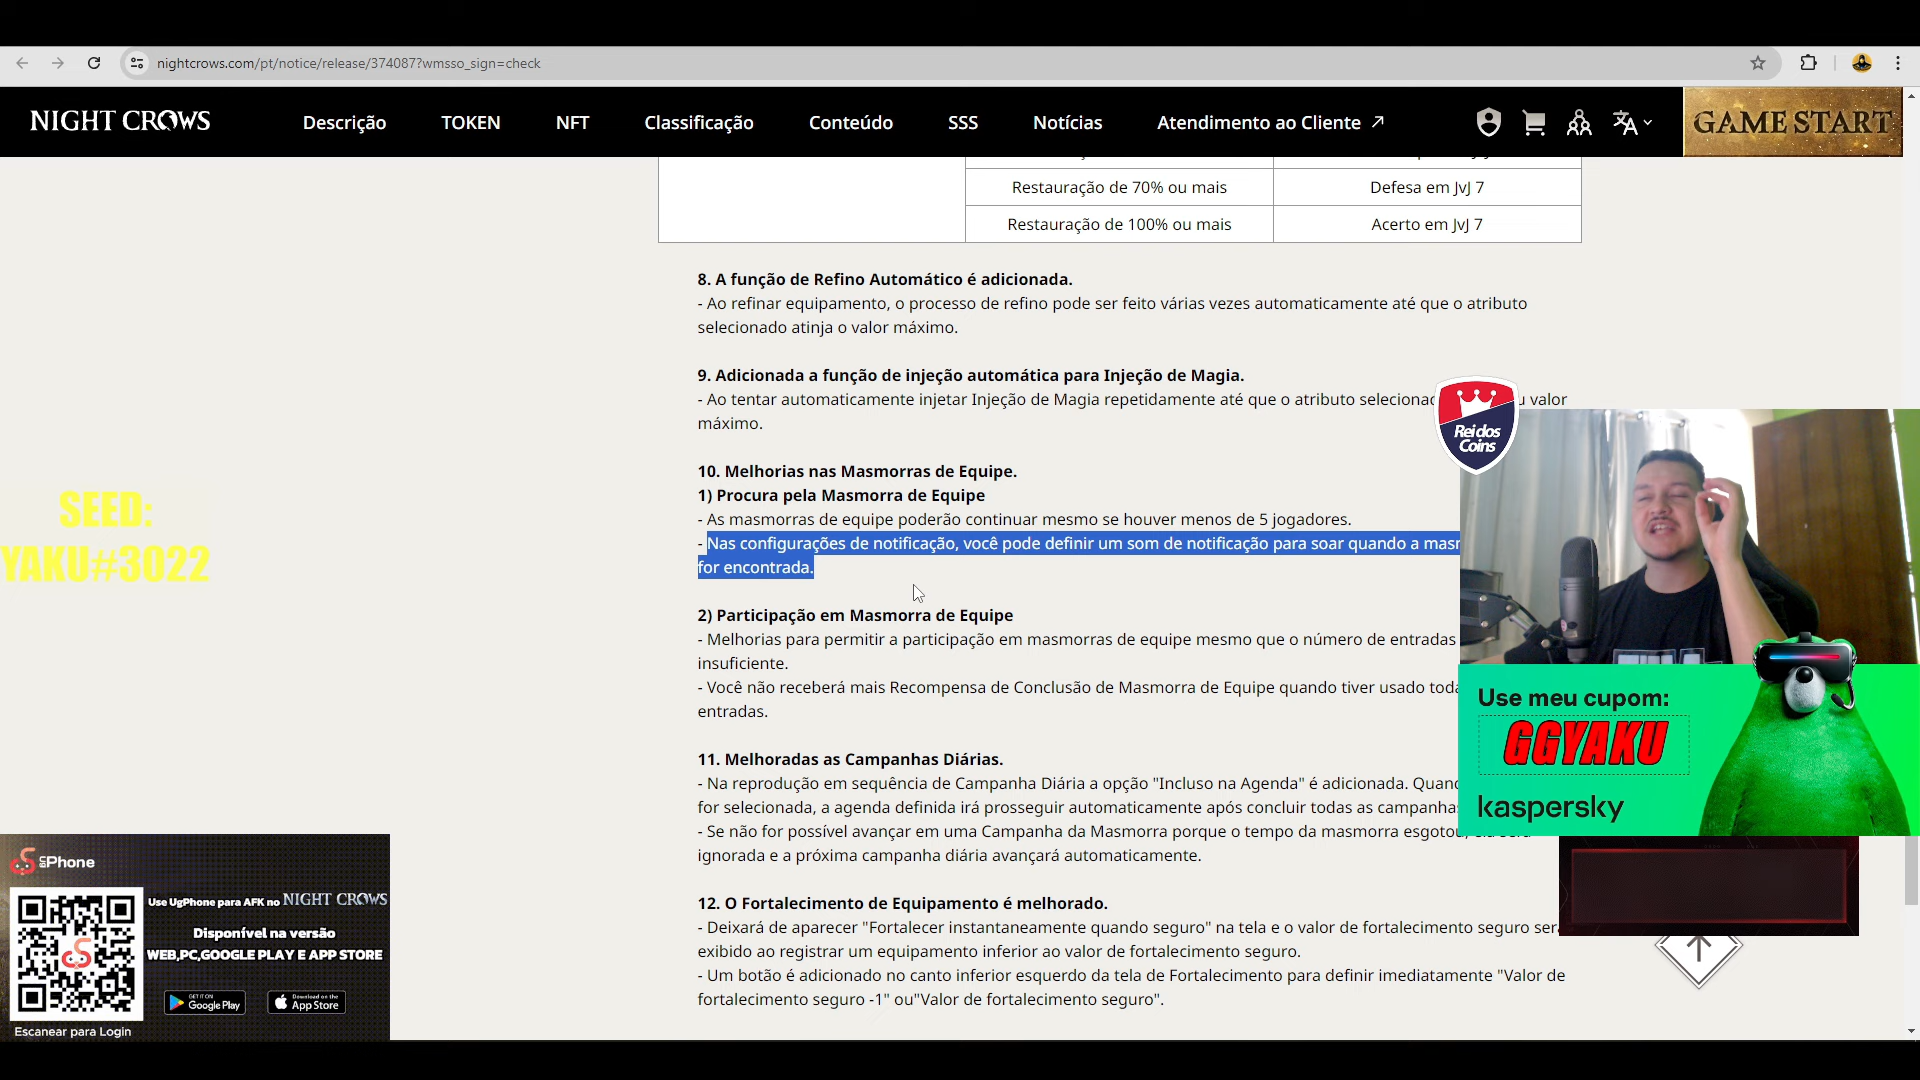 nightcrows.com/pt/notice/release/374087?wmsso_sign=check
NIGHT CROWS
Descrição
TOKEN
NFT
Classificação
Conteúdo
SSS
Notícias
Atendimento ao Cliente
GAME START
Restauração de 70% ou mais
Defesa em JvJ 7
Restauração de 100% ou mais
Acerto em JvJ 7
8. A função de Refino Automático é adicionada.
- Ao refinar equipamento, o processo de refino pode ser feito várias vezes automaticamente até que o atributo
selecionado atinja o valor máximo.
9. Adicionada a função de injeção automática para Injeção de Magia.
- Ao tentar automaticamente injetar Injeção de Magia repetidamente até que o atributo selecionad u valor
máximo.
10. Melhorias nas Masmorras de Equipe.
1) Procura pela Masmorra de Equipe
- As masmorras de equipe poderão continuar mesmo se houver menos de 5 jogadores.
- Nas configurações de notificação, você pode definir um som de notificação para soar quando a
for encontrada.
2) Participação em Masmorra de Equipe
- Melhorias para permitir a participação em masmorras de equipe mesmo que o número de entradas
insuficiente.
- Você não receberá mais Recompensa de Conclusão de Masmorra de Equipe quando tiver usado
entradas.
11. Melhoradas as Campanhas Diárias.
- Na reprodução em sequência de Campanha Diária a opção "Incluso na Agenda" é adicionada.
for selecionada, a agenda definida irá prosseguir automaticamente após concluir todas as campanha
- Se não for possível avançar em uma Campanha da Masmorra porque o tempo da masmorra
ignorada e a próxima campanha diária avançará automaticamente.
12. O Fortalecimento de Equipamento é melhorado.
- Deixará de aparecer "Fortalecer instantaneamente quando seguro" na tela e o valor de fortalecimento seguro
exibido ao registrar um equipamento inferior ao valor de fortalecimento seguro.
- Um botão é adicionado no canto inferior esquerdo da tela de Fortalecimento para definir imediatamente "Valor de
fortalecimento seguro -1" ou"Valor de fortalecimento seguro".
SEED:
YAKU#3022
Rei dos
Coins
Use meu cupom:
GGYAKU
kaspersky
Phone
Use UgPhone para AFK no NIGHT CROWS
Disponível na versão
WEB,PC,GOOGLE PLAY E APP STORE
GET IT ON
Google Play
Download on the
App Store
Escanear para Login